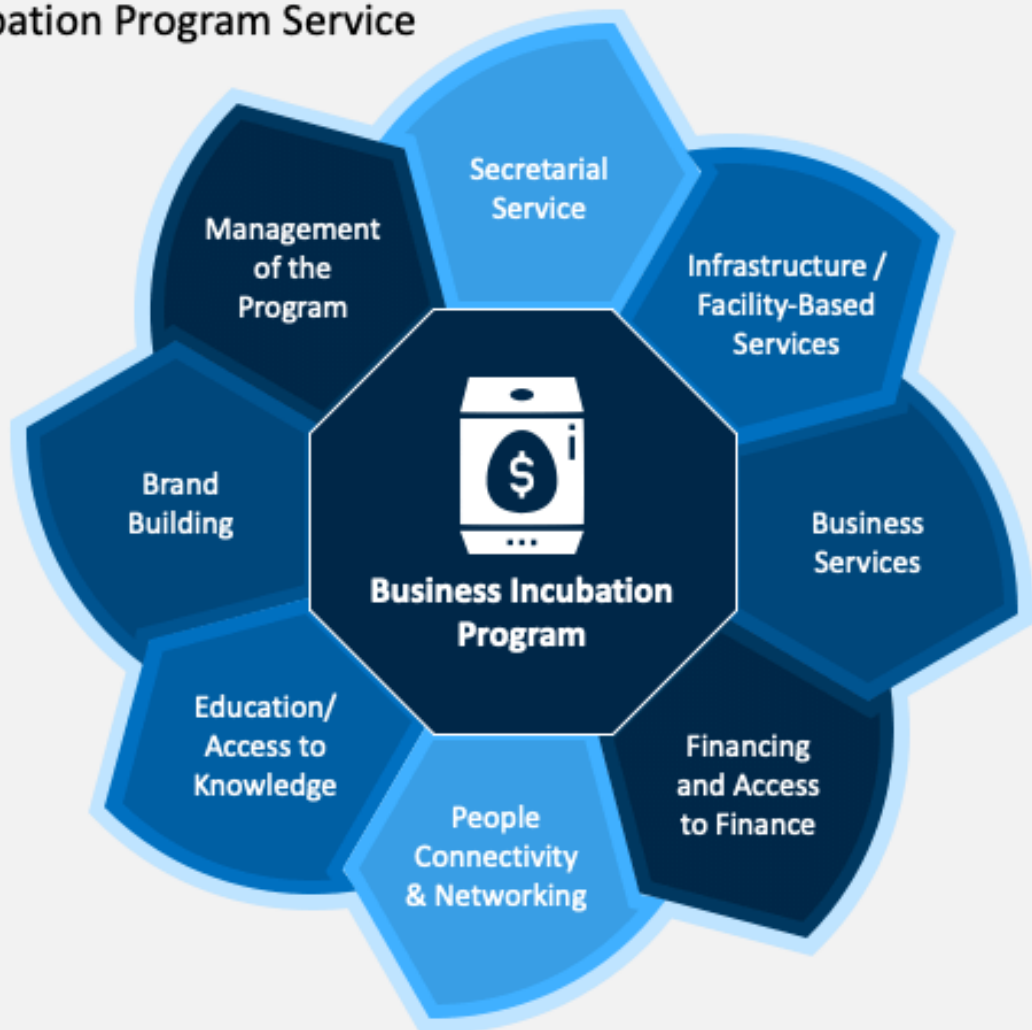 Program Service
Secretarial
Service
Management
of the
Program
Infrastructure /
Facility-Based
Services
Brand
Building
$
Business
Services
Business Incubation
Program
Education/
Access to
Knowledge
Financing
and Access
to Finance
People
Connectivity
& Networking